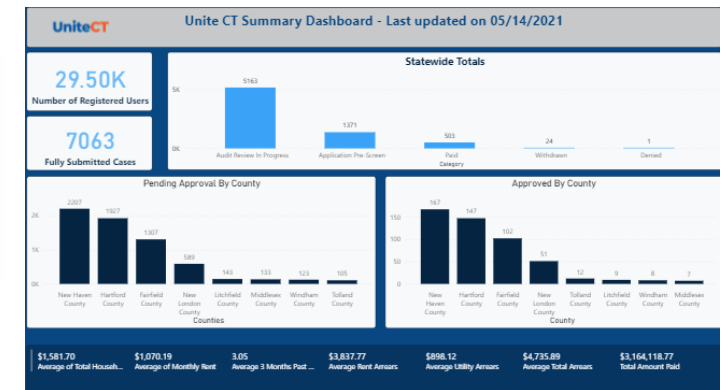 UniteCT
Unite CT Summary Dashboard - Last updated on 05/14/2021
29.50K
Number of Registered Users
7063
Fully Submitted Cases
Statewide Totals
5K
0K
5163
1371
503
24
1
Audit Review In Progress
Application Pre-Screen
Paid
Withdrawn
Denied
Category
Pending Approval By County
2K
1K
0K
2207
1927
1307
589
143
133
123
105
New Haven
County
Hartford
County
Fairfield
County
New
London
County
Litchfield
County
Middlesex
County
Windham
County
Tolland
County
Counties
Approved By County
150
100
50
0
167
147
102
51
12
9
8
7
New
Haven
County
Hartford
County
Fairfield
County
New
London
County
Tolland
County
Litchfield
County
Windham
County
Middlesex
County
County
$1,581.70
Average of Total Househ...
$1,070.19
Average of Monthly Rent
3.05
Average 3 Months Past ...
$3,837.77
Average Rent Arrears
$898.12
Average Utility Arrears
$4,735.89
Average Total Arrears
$3,164,118.77
Total Amount Paid